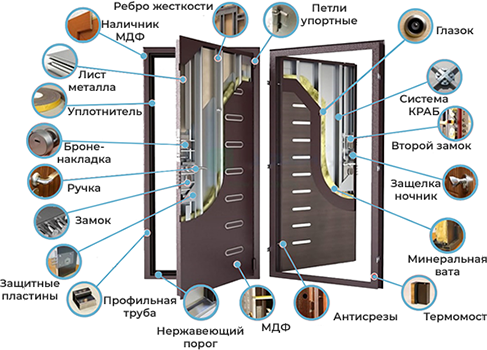 Ребро жесткости
Петли
упорные
Наличник
МДФ
Глазок
Лист
металла
Система
КРАБ
Уплотнитель
Второй замок
Броне-
накладка
Ручка
Защелка
ночник
Замок
Минеральная
вата
Защитные
пластины
Профильная
труба
Нержавеющий
порог
МДФ
Антисрезы
Термомост